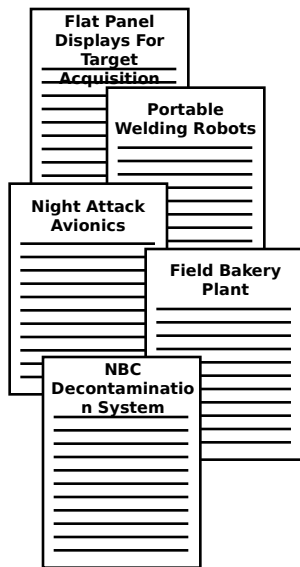 Flat Panel
Displays For
Target
Acquisition
Portable
Welding Robots
Night Attack
Avionics
Field Bakery
Plant
NBC
Decontaminatio
n System